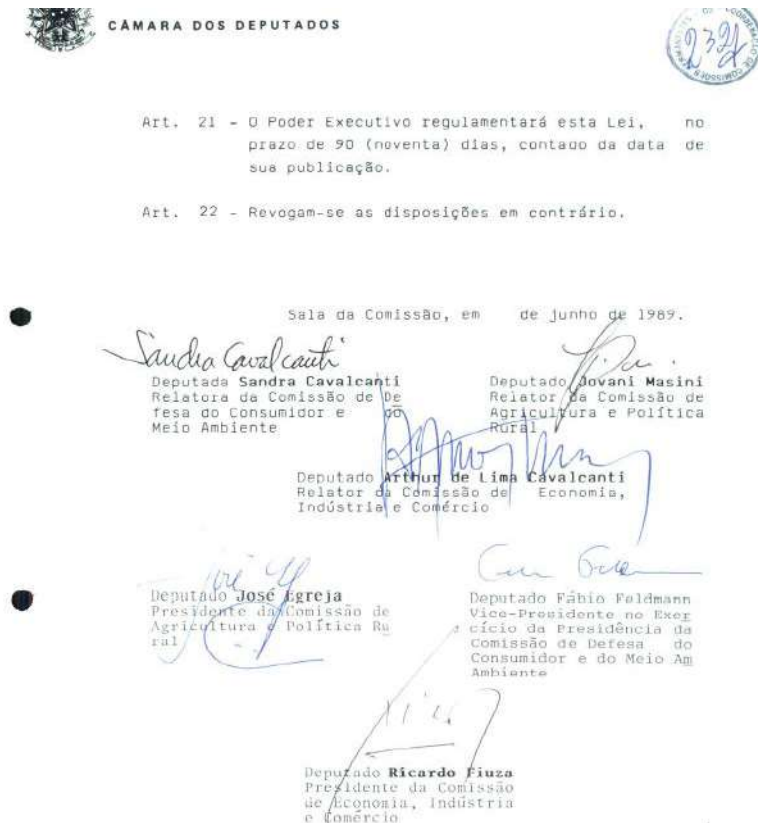 CÂMARA DOS DEPUTADOS
232
COORDENAÇÃO DE COMISSÕES PERMANENTES
Art. 21 - O Poder Executivo regulamentará esta Lei, no
prazo de 90 (noventa) dias, contado da data de
sua publicação.
Art. 22 - Revogam-se as disposições em contrário.
Sala da Comissão, em de junho de 1989.
Sandra Cavalcanti
Deputada Sandra Cavalcanti
Relatora da Comissão de De
fesa do Consumidor e do
Meio Ambiente
Deputado Jovani Masini
Relator da Comissão de
Agricultura e Política
Rural
Deputado Arthur de Lima Cavalcanti
Relator da Comissão de Economia,
Indústria e Comércio
Deputado José Egreja
Presidente da Comissão de
Agricultura e Política Ru
ral
Deputado Fábio Feldmann
Vice-Presidente no Exer
cício da Presidência da
Comissão de Defesa do
Consumidor e do Meio Am
Ambiente
Deputado Ricardo Fiuza
Presidente da Comissão
de Economia, Indústria
e Comércio